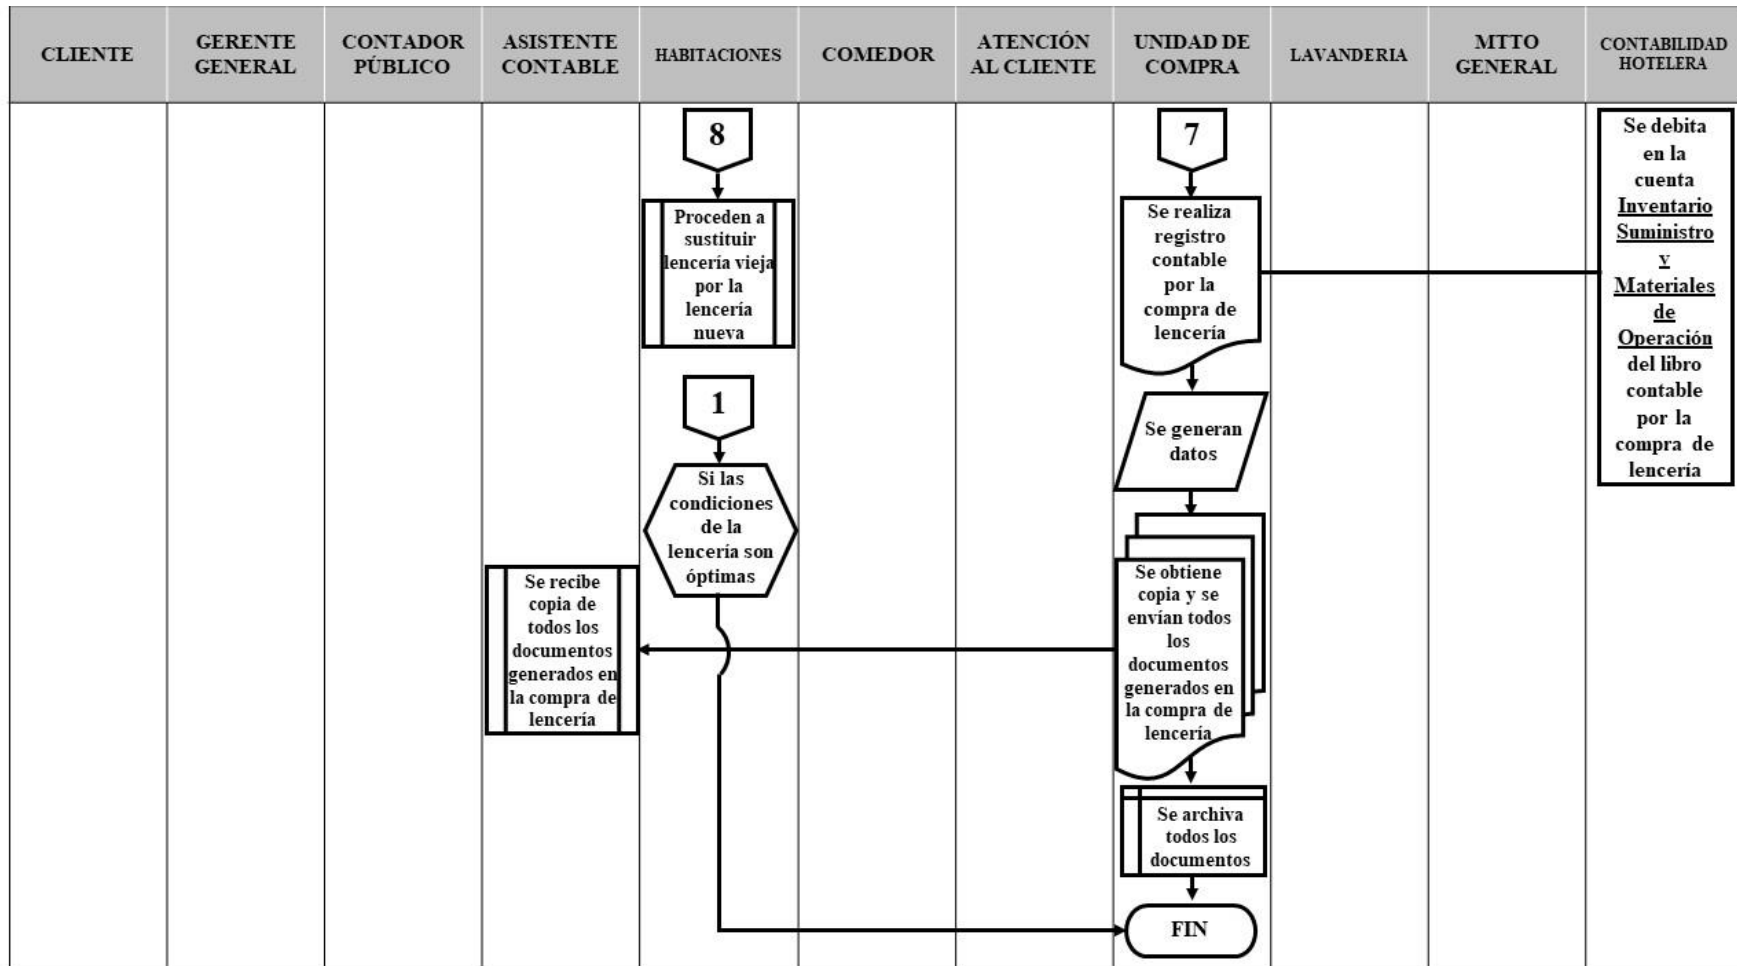 CLIENTE
GERENTE
GENERAL
CONTADOR
PÚBLICO
ASISTENTE
CONTABLE
HABITACIONES
COMEDOR
ATENCIÓN
AL CLIENTE
UNIDAD DE
COMPRA
LAVANDERIA
MTTO
GENERAL
CONTABILIDAD
HOTELERA
8
Proceden a
sustituir
lencería vieja
por la
lencería
nueva
1
Si las
condiciones
de la
lencería son
óptimas
Se recibe
copia de
todos los
documentos
generados en
la compra de
lencería
7
Se realiza
registro
contable
por la
compra de
lencería
Se generan
datos
Se obtiene
copia y se
envían todos
los
documentos
generados en
la compra de
lencería
Se archiva
todos los
documentos
FIN
Se debita
en la
cuenta
Inventario
Suministro
y
Materiales
de
Operación
del libro
contable
por la
compra de
lencería